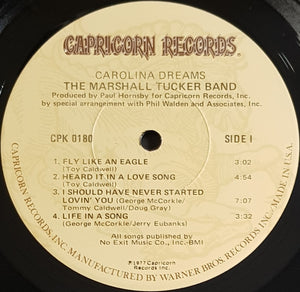 CAPRICORN RECORDS®
CAROLINA DREAMS
THE MARSHALL TUCKER BAND
Produced by Paul Hornsby for Capricorn Records, Inc.
by special arrangement with Phil Walden and Associates, Inc.
CPK 0180 SIDE I
1. FLY LIKE AN EAGLE 3:02
(Toy Caldwell)
2. HEARD IT IN A LOVE SONG 4:54
(Toy Caldwell)
3. I SHOULD HAVE NEVER STARTED
LOVIN' YOU (George McCorkle/
Tommy Caldwell/Doug Gray)
4. LIFE IN A SONG 3:32
(George McCorkle/Jerry Eubanks)
All songs published by
No Exit Music Co., Inc.-BMI
℗ 1977 Capricorn
Records Inc.
CAPRICORN RECORDS, INC. MANUFACTURED BY WARNER BROS. RECORDS INC. MADE IN U.S.A.